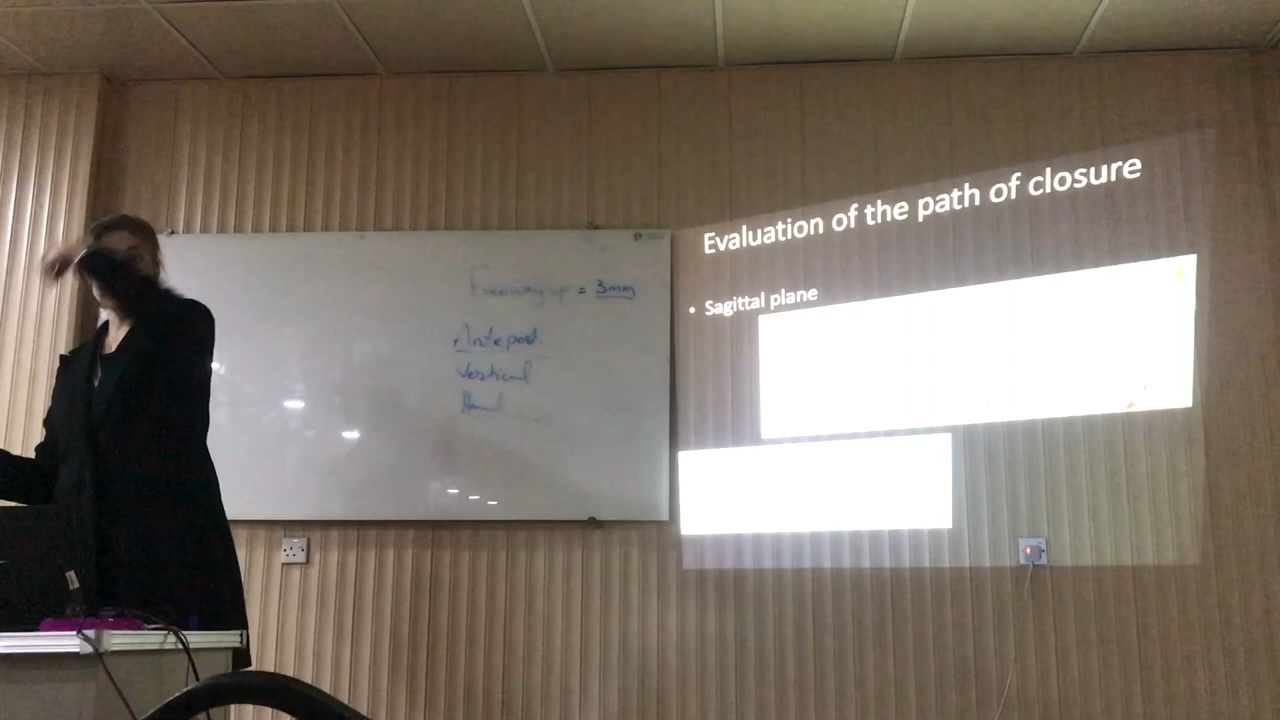 = 3mm
Antepost
Vertical
Evaluation of the path of closure
• Sagittal plane